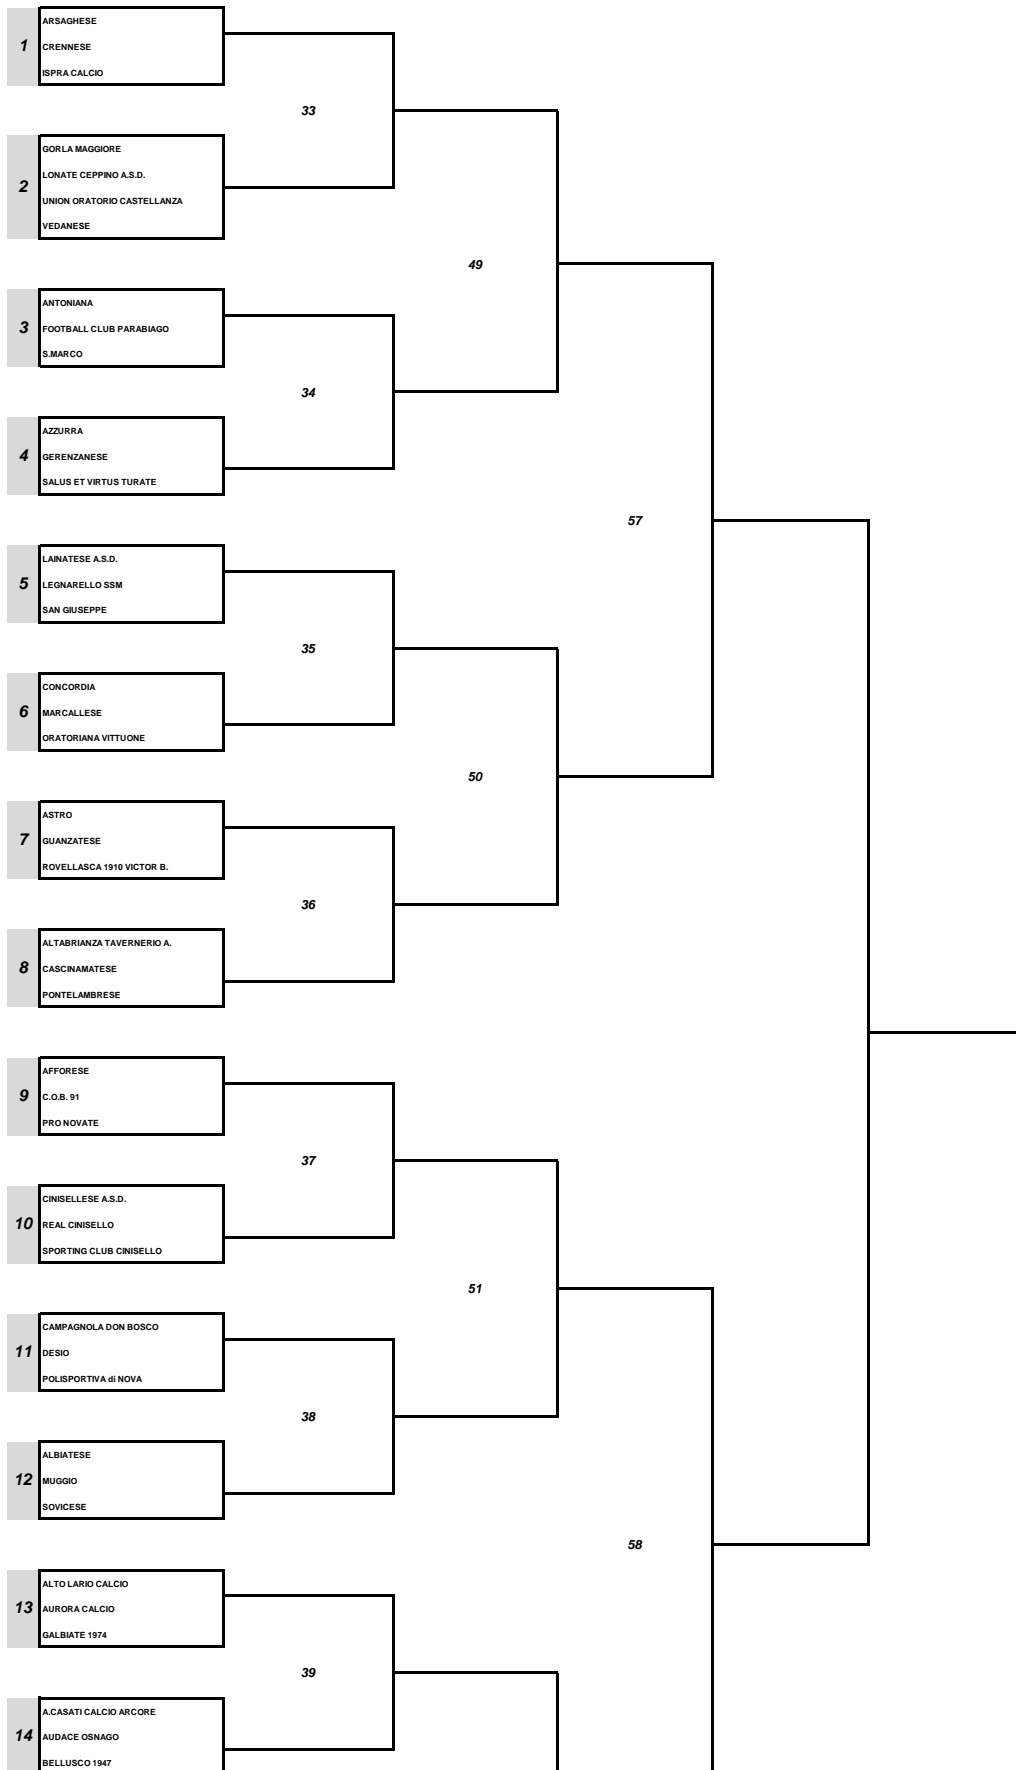 1
ARSAGHESE
CRENNESE
ISPRA CALCIO
33
2
GORLA MAGGIORE
LONATE CEPPINO A.S.D.
UNION ORATORIO CASTELLANZA
VEDANESE
49
3
ANTONIANA
FOOTBALL CLUB PARABIAGO
S.MARCO
34
4
AZZURRA
GERENZANESE
SALUS ET VIRTUS TURATE
57
5
LAINATESE A.S.D.
LEGNARELLO SSM
SAN GIUSEPPE
35
6
CONCORDIA
MARCALLESE
ORATORIANA VITTUONE
50
7
ASTRO
GUANZATESE
ROVELLASCA 1910 VICTOR B.
36
8
ALTABRIANZA TAVERNERIO A.
CASCINAMATESE
PONTELAMBRESE
9
AFFORESE
C.O.B. 91
PRO NOVATE
37
10
CINISELLESE A.S.D.
REAL CINISELLO
SPORTING CLUB CINISELLO
51
11
CAMPAGNOLA DON BOSCO
DESIO
POLISPORTIVA di NOVA
38
12
ALBIATESE
MUGGIO
SOVICESE
58
13
ALTO LARIO CALCIO
AURORA CALCIO
GALBIATE 1974
39
14
A.CASATI CALCIO ARCORE
AUDACE OSNAGO
BELLUSCO 1947